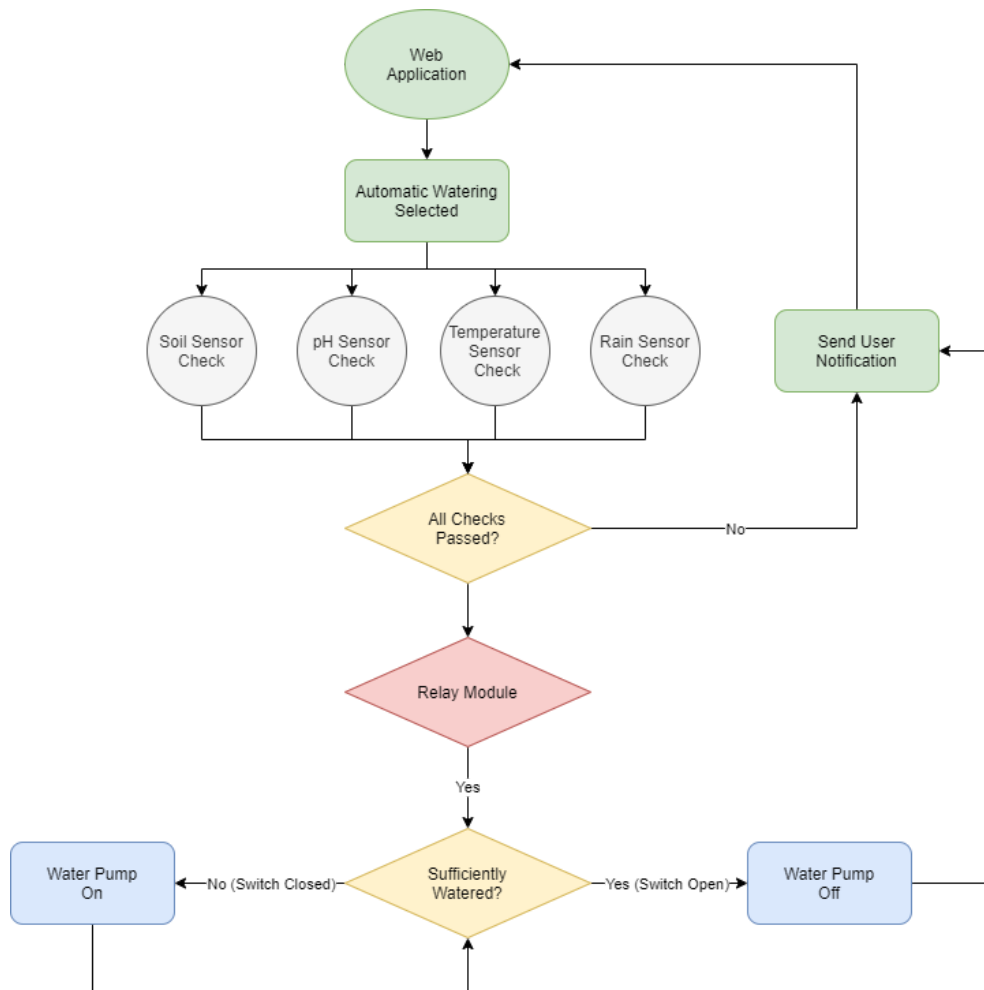 Web
Application
Automatic Watering
Selected
Soil Sensor
Check
pH Sensor
Check
Temperature
Sensor
Check
Rain Sensor
Check
Send User
Notification
All Checks
Passed?
No
Relay Module
Yes
Water Pump
On
No (Switch Closed)
Sufficiently
Watered?
Yes (Switch Open)
Water Pump
Off